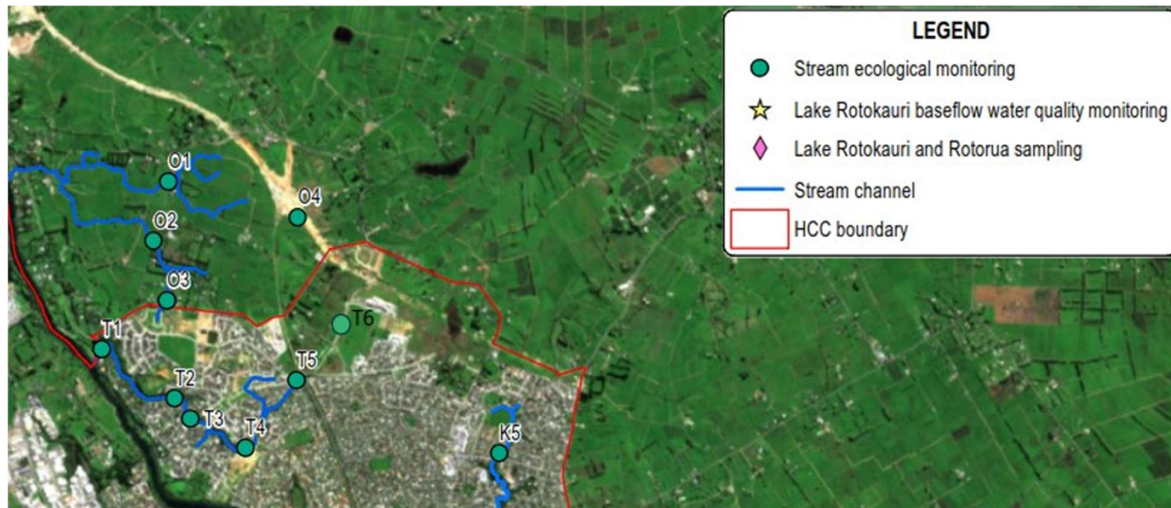 LEGEND
Stream ecological monitoring
Lake Rotokauri baseflow water quality monitoring
Lake Rotokauri and Rotorua sampling
Stream channel
HCC boundary
O1
O4
O2
O3
T6
T1
T5
T2
T3
T4
K5